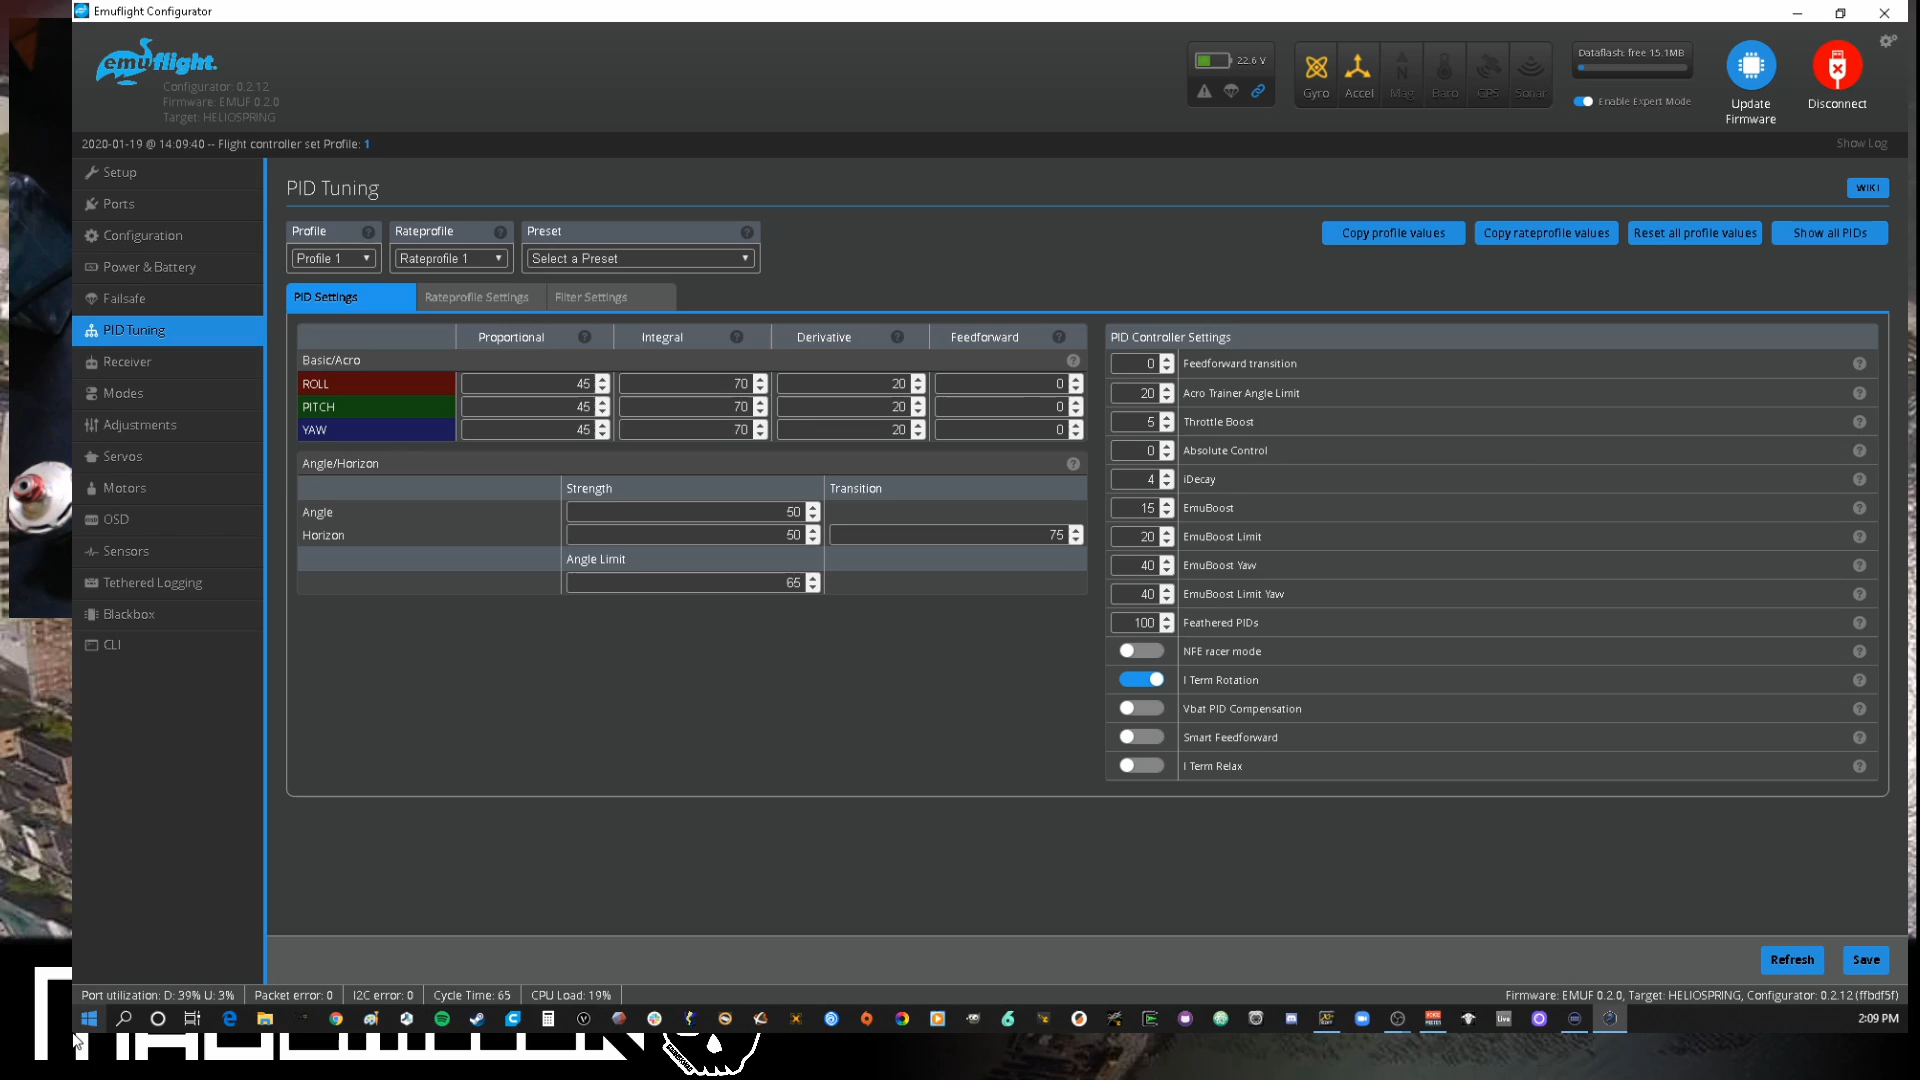 Emuflight Configurator
emuflight.
Configurator: 0.2.12
Firmware: EMUF 0.2.0
Target: HELIOSPRING
22.6 V
Gyro
Accel
Mag
Baro
GPS
Sonar
Dataflash: free 15.1MB
Enable Expert Mode
Update Firmware
Disconnect
2020-01-19 @ 14:09:40 -- Flight controller set Profile: 1
Show Log
Setup
Ports
Configuration
Power & Battery
Failsafe
PID Tuning
Receiver
Modes
Adjustments
Servos
Motors
OSD
Sensors
Tethered Logging
Blackbox
CLI
PID Tuning
WIKI
Profile
Rateprofile
Preset
Profile 1
Rateprofile 1
Select a Preset
Copy profile values
Copy rateprofile values
Reset all profile values
Show all PIDs
PID Settings
Rateprofile Settings
Filter Settings
Proportional Integral Derivative Feedforward
Basic/Acro
ROLL 45 70 20 0
PITCH 45 70 20 0
YAW 45 70 20 0
Angle/Horizon
Strength Transition
Angle 50
Horizon 50 75
Angle Limit
65
PID Controller Settings
0 Feedforward transition
20 Acro Trainer Angle Limit
5 Throttle Boost
0 Absolute Control
4 iDecay
15 EmuBoost
20 EmuBoost Limit
40 EmuBoost Yaw
40 EmuBoost Limit Yaw
100 Feathered PIDs
NFE racer mode
I Term Rotation
Vbat PID Compensation
Smart Feedforward
I Term Relax
Refresh
Save
Port utilization: D: 39% U: 3%
Packet error: 0
I2C error: 0
Cycle Time: 65
CPU Load: 19%
Firmware: EMUF 0.2.0, Target: HELIOSPRING, Configurator: 0.2.12 (ffbdf5f)
2:09 PM